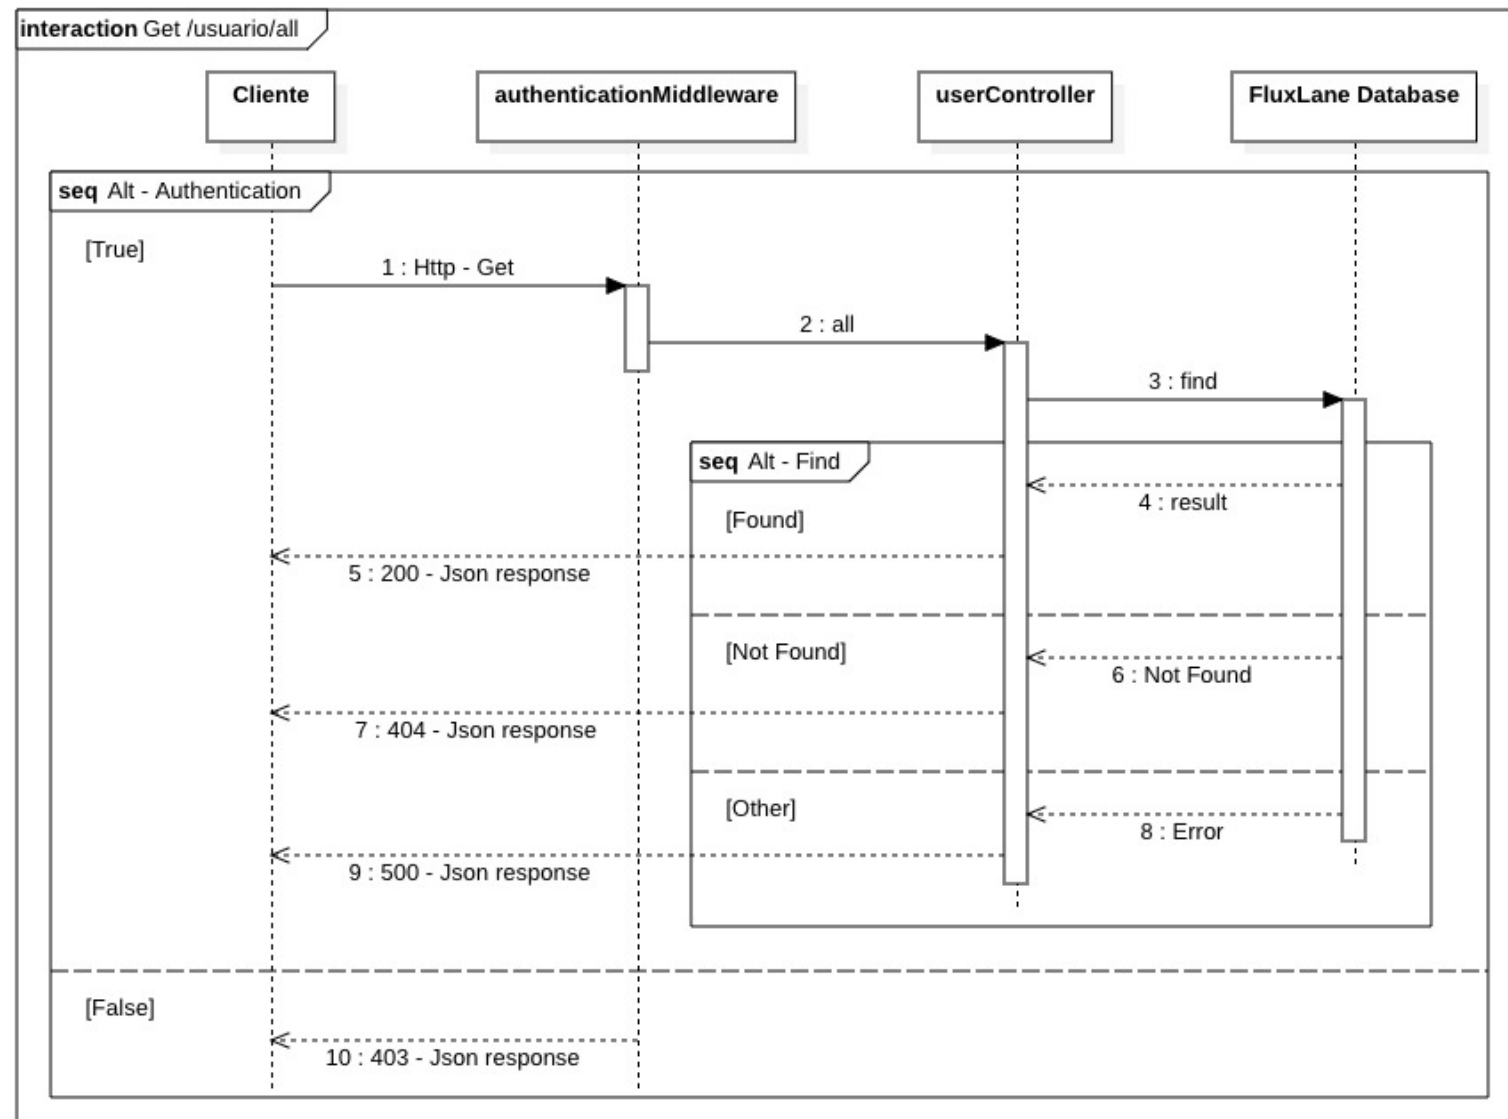 interaction Get /usuario/all
Cliente
authenticationMiddleware
userController
FluxLane Database
seq Alt - Authentication
[True]
1 : Http - Get
2 : all
3 : find
seq Alt - Find
4 : result
[Found]
5 : 200 - Json response
[Not Found]
6 : Not Found
7 : 404 - Json response
[Other]
8 : Error
9 : 500 - Json response
[False]
10 : 403 - Json response